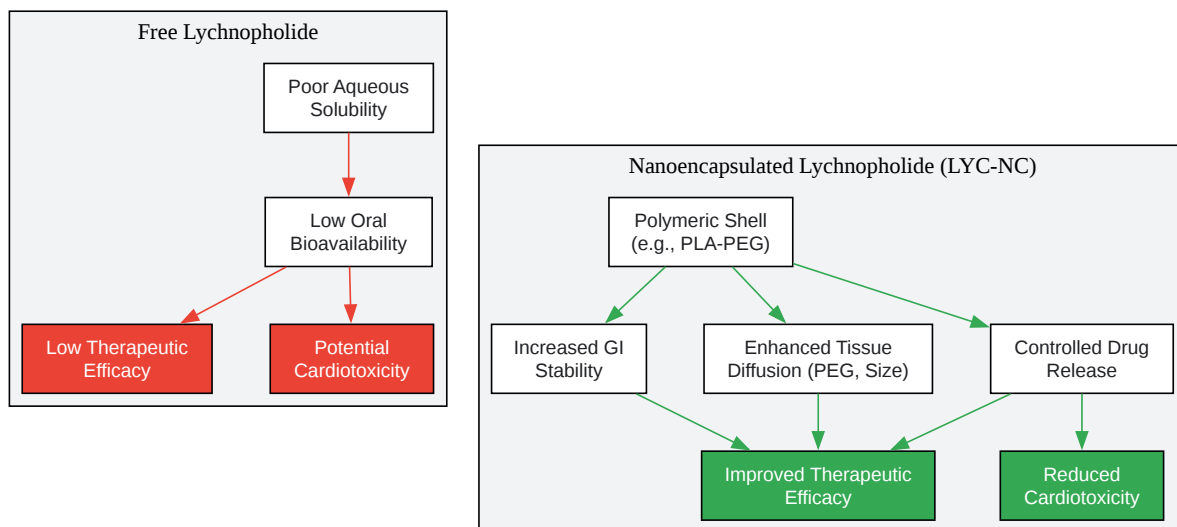 Free Lychnopholide
Poor Aqueous
Solubility
Low Oral
Bioavailability
Low Therapeutic
Efficacy
Potential
Cardiotoxicity
Nanoencapsulated Lychnopholide (LYC-NC)
Polymeric Shell
(e.g., PLA-PEG)
Increased GI
Stability
Enhanced Tissue
Diffusion (PEG, Size)
Controlled Drug
Release
Improved Therapeutic
Efficacy
Reduced
Cardiotoxicity